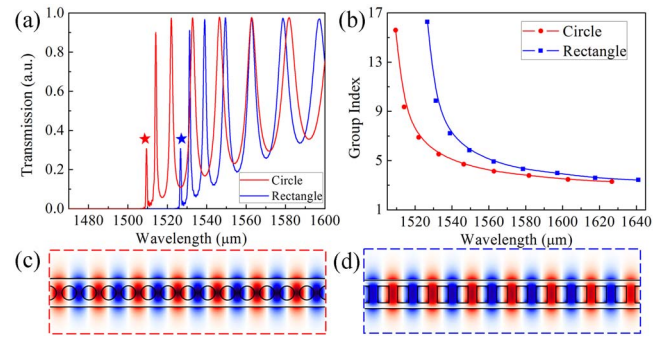 (a)
Transmission (a.u.)
1.0
0.8
0.6
0.4
0.2
0.0
Circle
Rectangle
1480 1500 1520 1540 1560 1580 1600
Wavelength (μm)
(b)
Group Index
17
13
9
5
1
Circle
Rectangle
1520 1540 1560 1580 1600 1620 1640
Wavelength (μm)
(c)
(d)